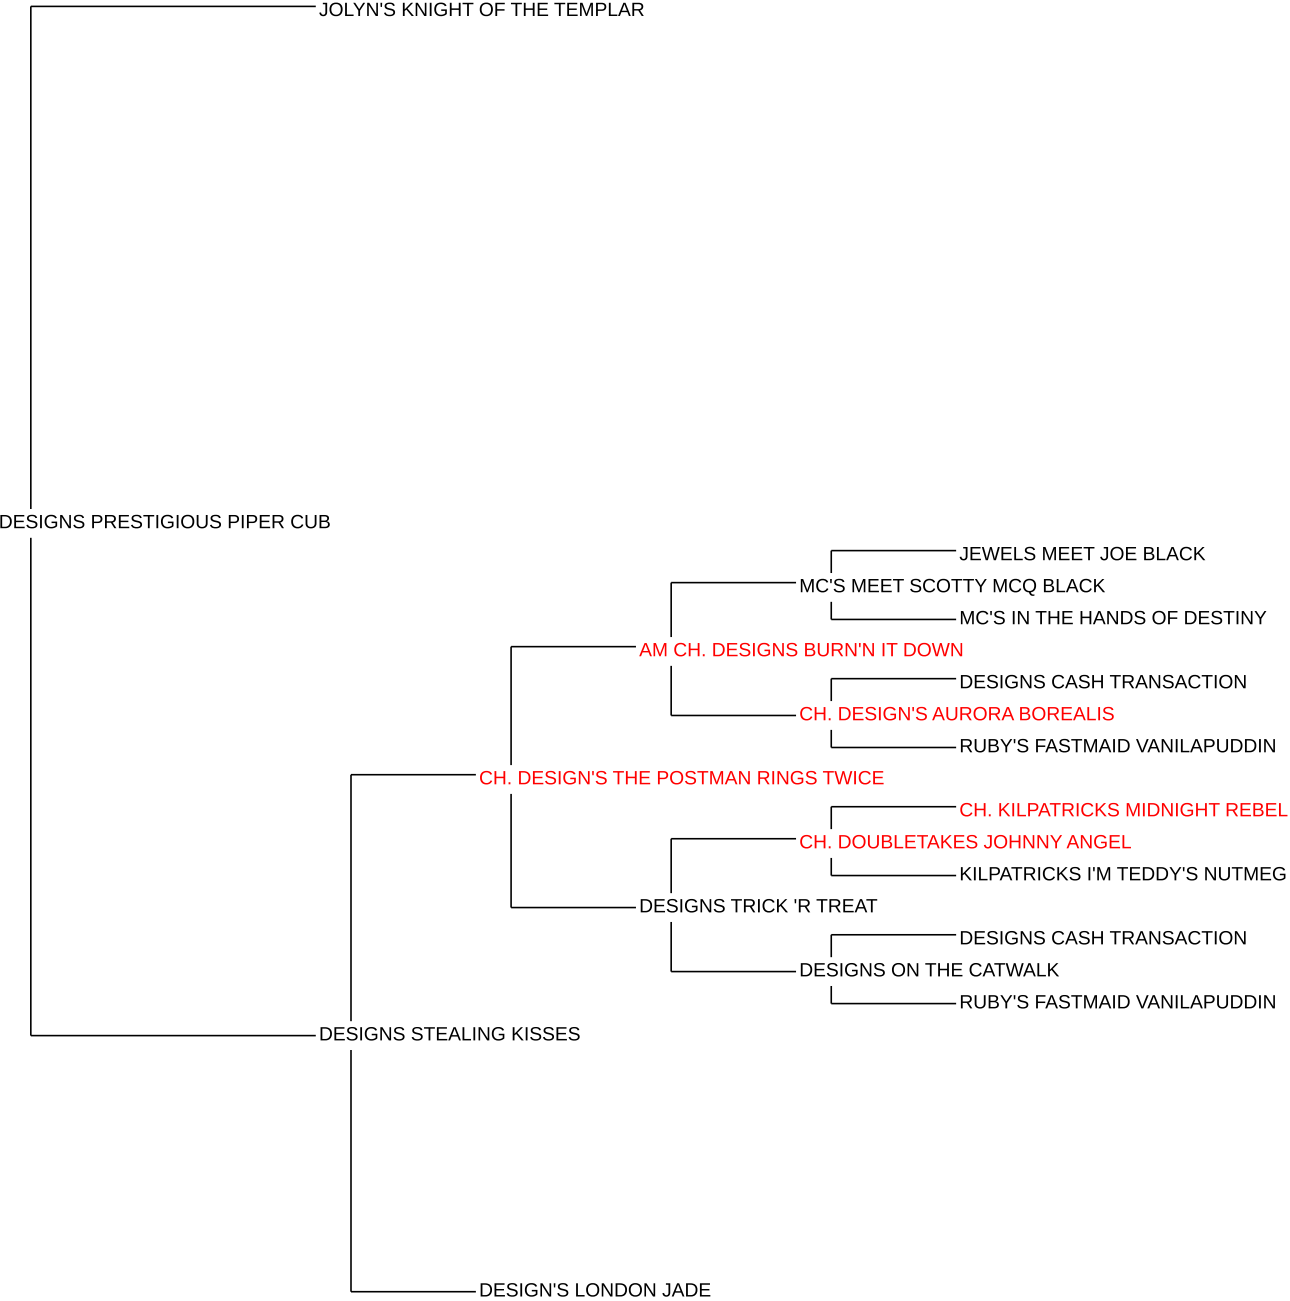 JOLYN'S KNIGHT OF THE TEMPLAR
DESIGNS PRESTIGIOUS PIPER CUB
JEWELS MEET JOE BLACK
MC'S MEET SCOTTY MCQ BLACK
MC'S IN THE HANDS OF DESTINY
AM CH. DESIGNS BURN'N IT DOWN
DESIGNS CASH TRANSACTION
CH. DESIGN'S AURORA BOREALIS
RUBY'S FASTMAID VANILAPUDDIN
CH. DESIGN'S THE POSTMAN RINGS TWICE
CH. KILPATRICKS MIDNIGHT REBEL
CH. DOUBLETAKES JOHNNY ANGEL
KILPATRICKS I'M TEDDY'S NUTMEG
DESIGNS TRICK 'R TREAT
DESIGNS CASH TRANSACTION
DESIGNS ON THE CATWALK
RUBY'S FASTMAID VANILAPUDDIN
DESIGNS STEALING KISSES
DESIGN'S LONDON JADE